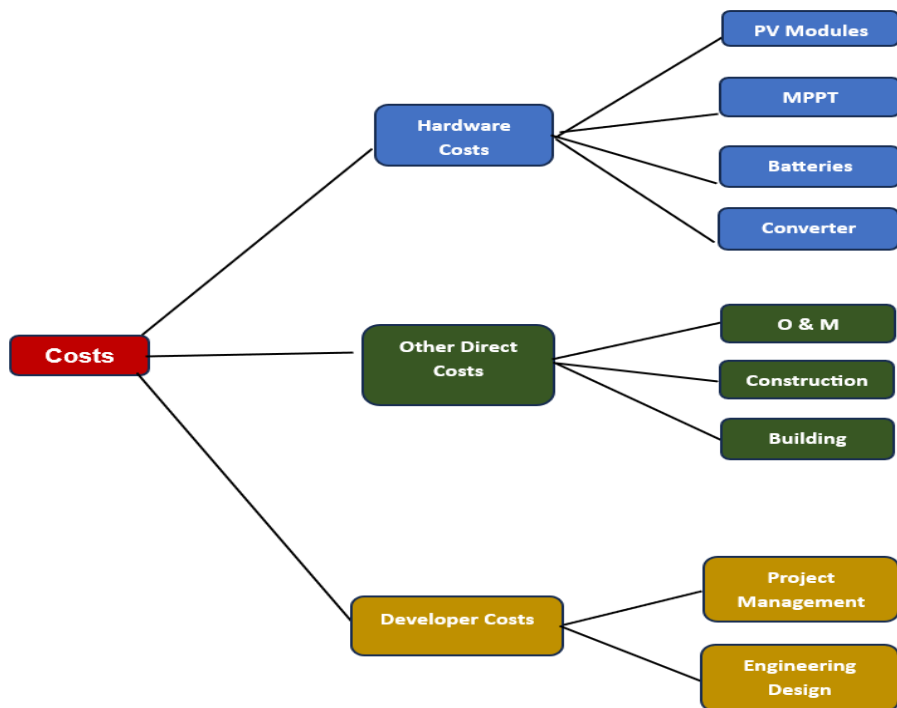 PV Modules
MPPT
Hardware
Costs
Batteries
Converter
Costs
Other Direct
Costs
O & M
Construction
Building
Developer Costs
Project
Management
Engineering
Design